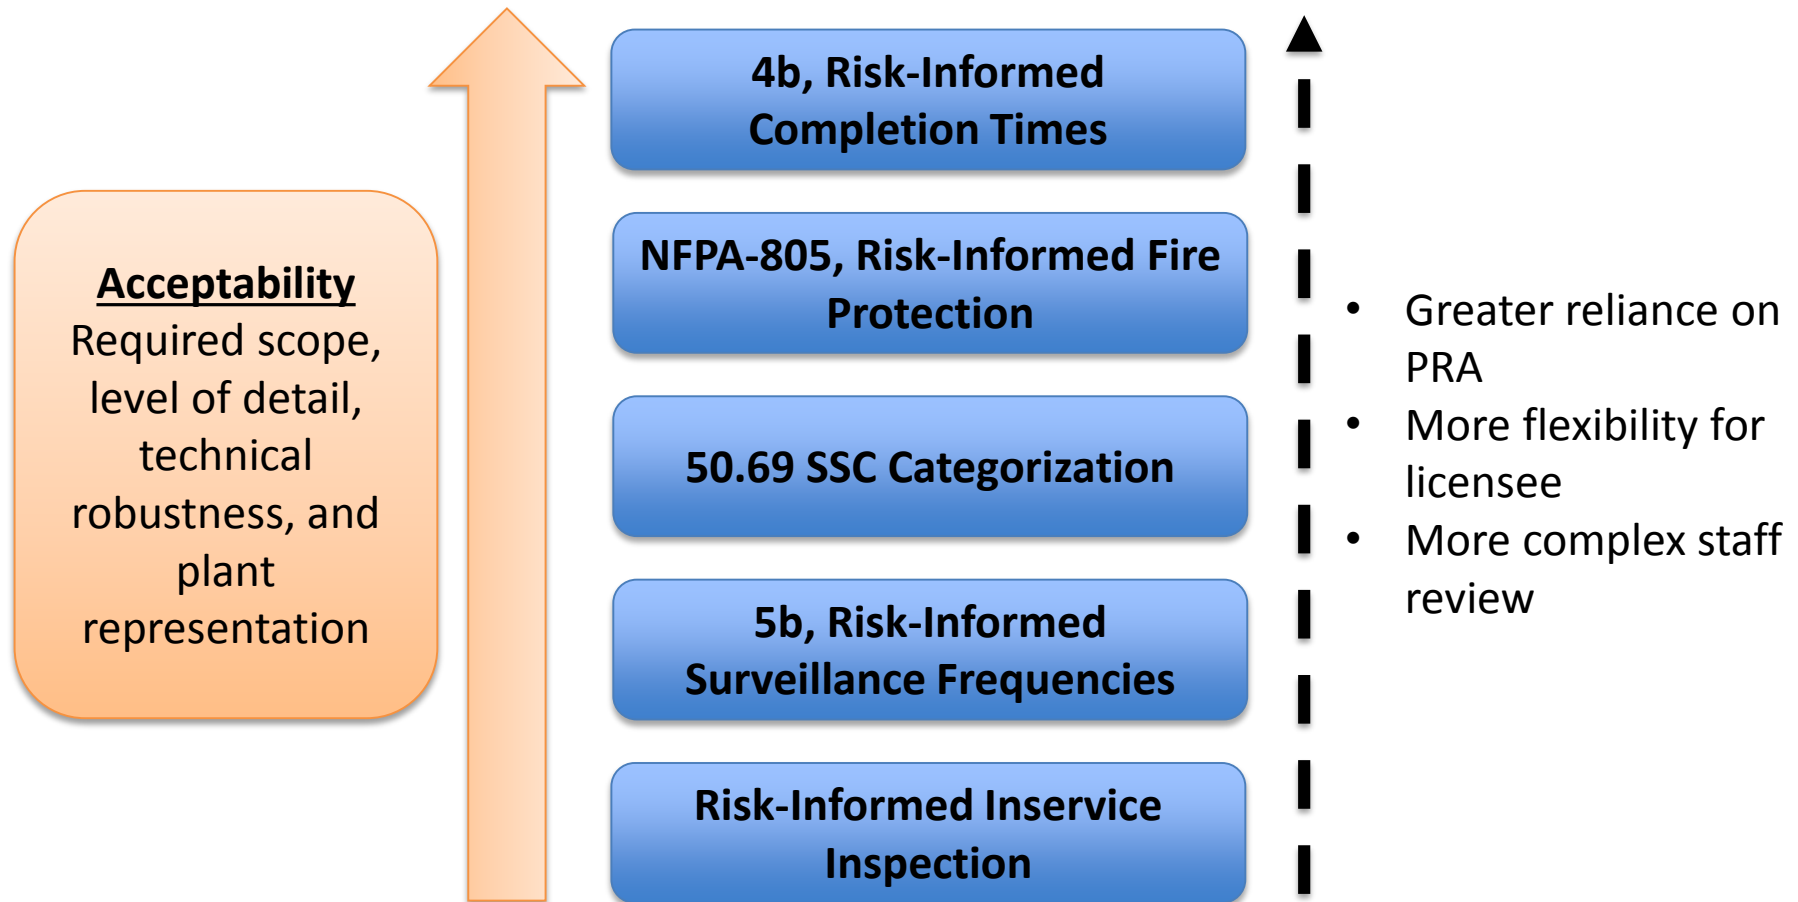 Acceptability
Required scope,
level of detail,
technical
robustness, and
plant
representation
4b, Risk-Informed
Completion Times
NFPA-805, Risk-Informed Fire
Protection
50.69 SSC Categorization
5b, Risk-Informed
Surveillance Frequencies
Risk-Informed Inservice
Inspection
• Greater reliance on
PRA
• More flexibility for
licensee
• More complex staff
review